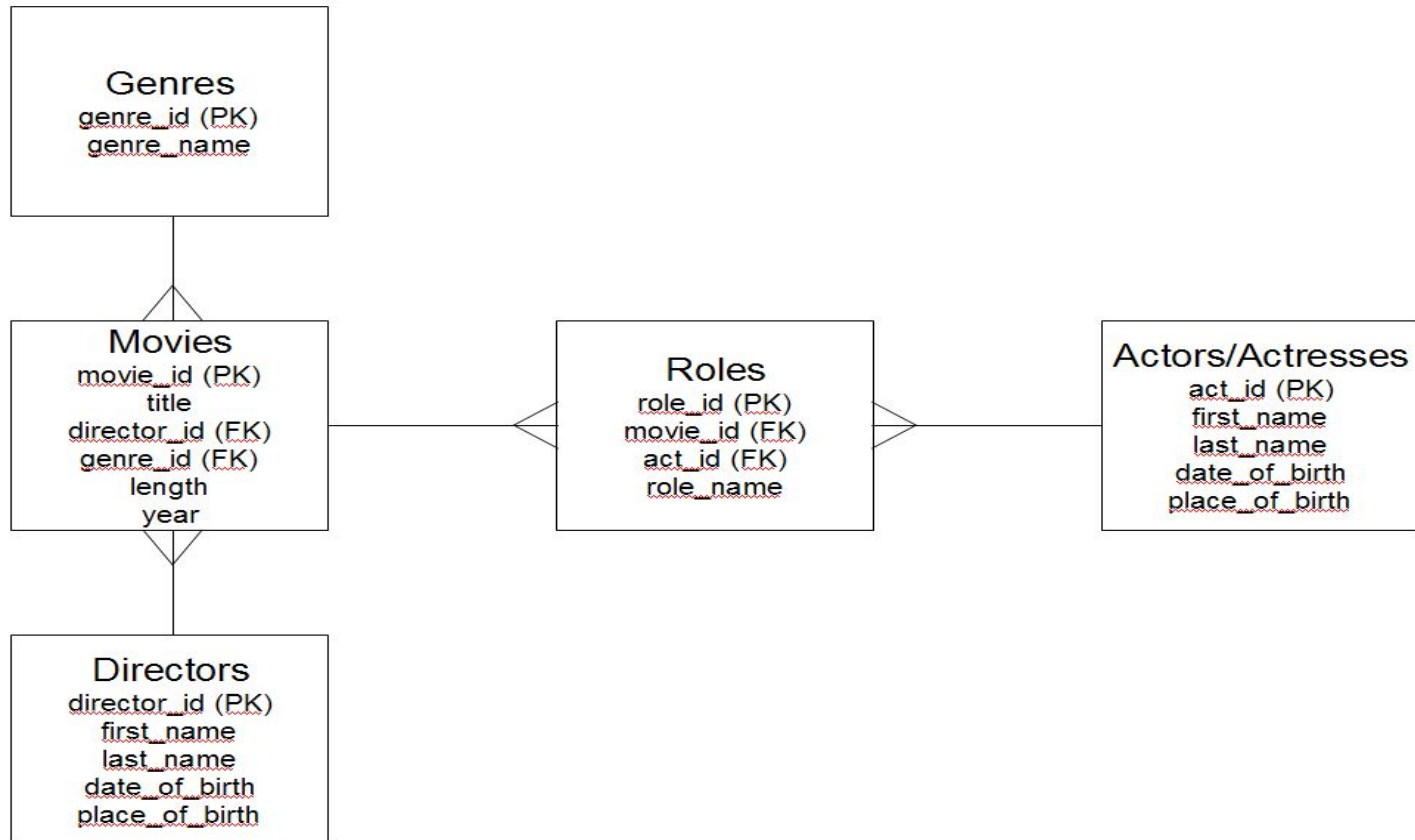 Genres
genre_id (PK)
genre_name
Movies
movie_id (PK)
title
director_id (FK)
genre_id (FK)
length
year
Roles
role_id (PK)
movie_id (FK)
act_id (FK)
role_name
Actors/Actresses
act_id (PK)
first_name
last_name
date_of_birth
place_of_birth
Directors
director_id (PK)
first_name
last_name
date_of_birth
place_of_birth